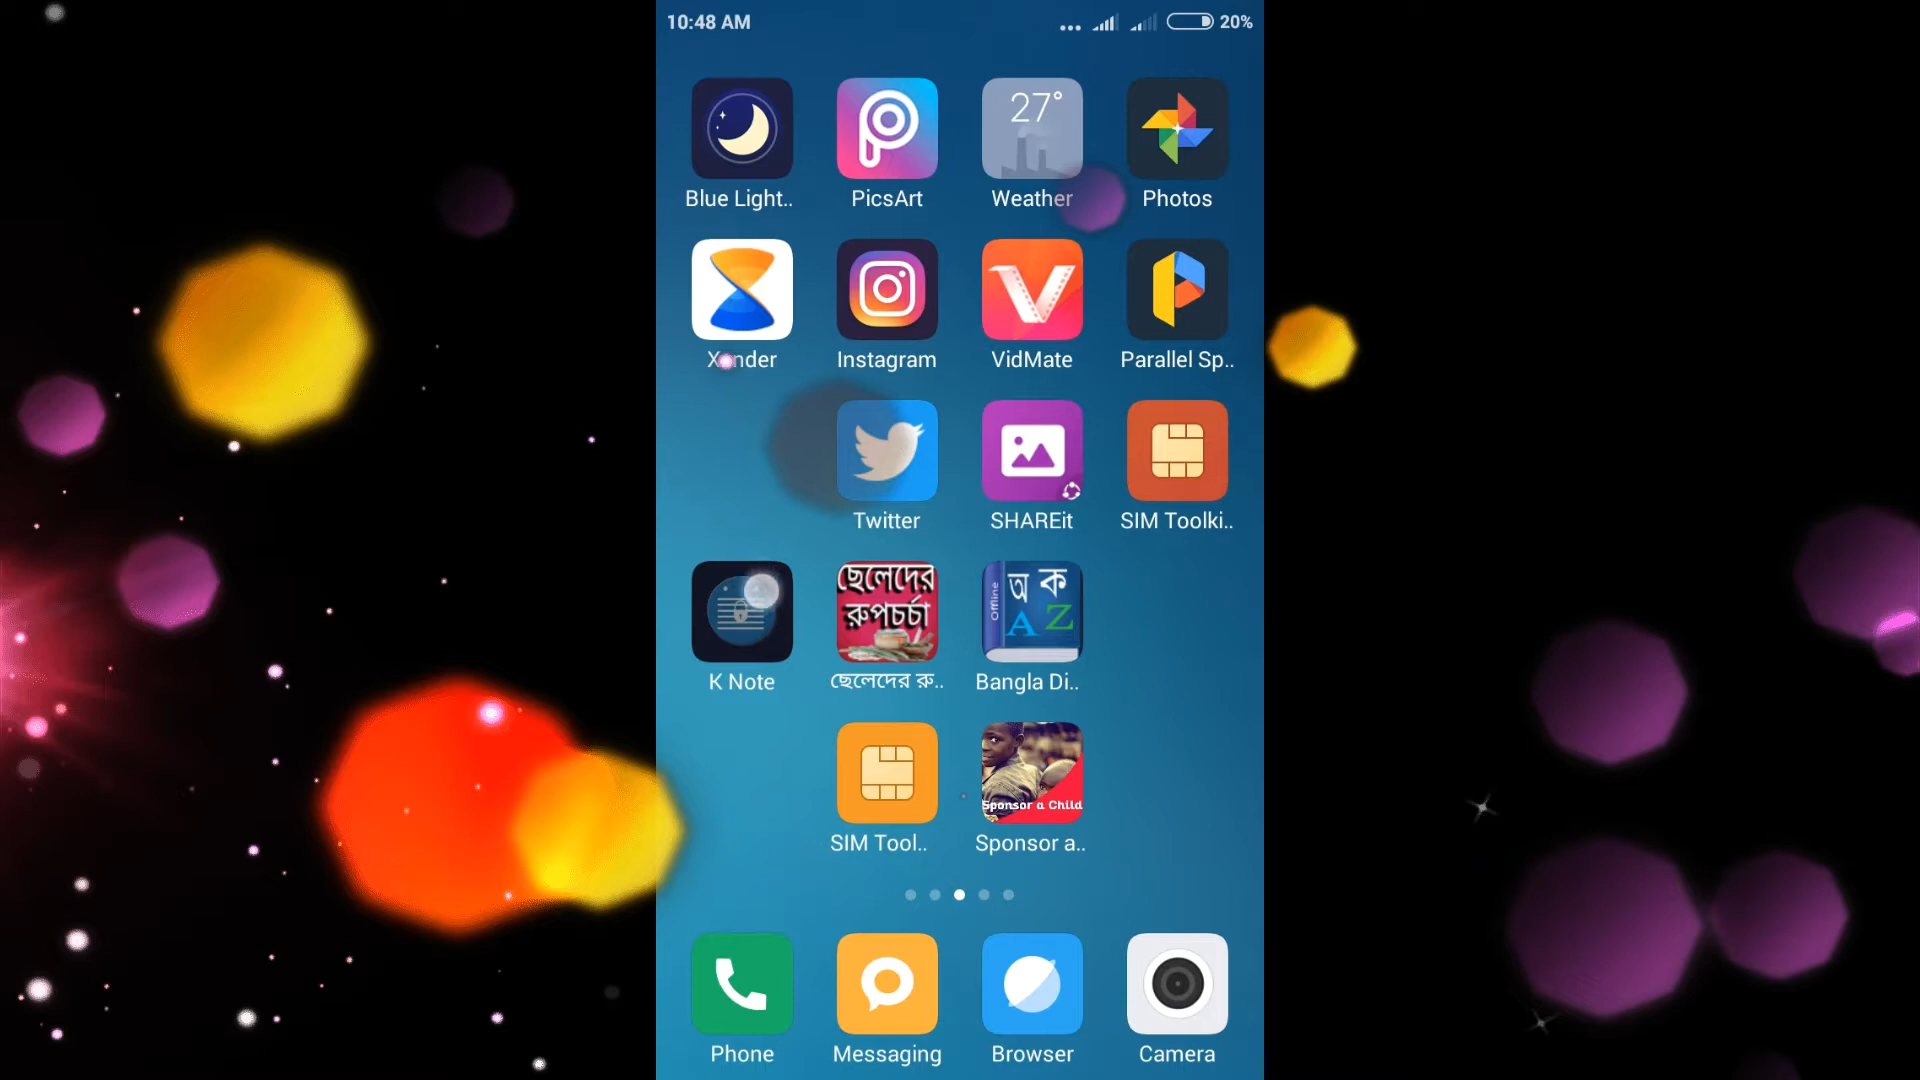 10:48 AM 20%
27°
Blue Light.. PicsArt Weather Photos
Xender Instagram VidMate Parallel Sp..
Twitter SHAREit SIM Toolki..
ছেলেদের
রুপচর্চা
Offline
অ ক
A Z
K Note ছেলেদের রু.. Bangla Di..
Sponsor a Child
SIM Tool.. Sponsor a..
Phone Messaging Browser Camera